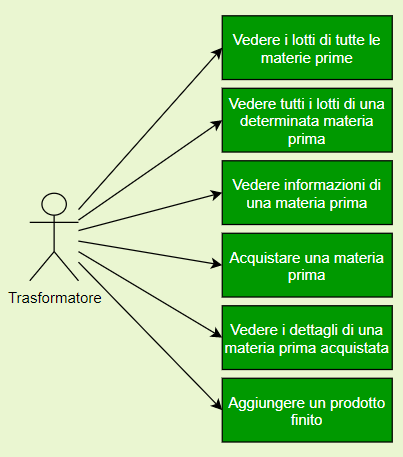 Vedere i lotti di tutte le
materie prime
Vedere tutti i lotti di una
determinata materia
prima
Vedere informazioni di
una materia prima
Acquistare una materia
prima
Trasformatore
Vedere i dettagli di una
materia prima acquistata
Aggiungere un prodotto
finito